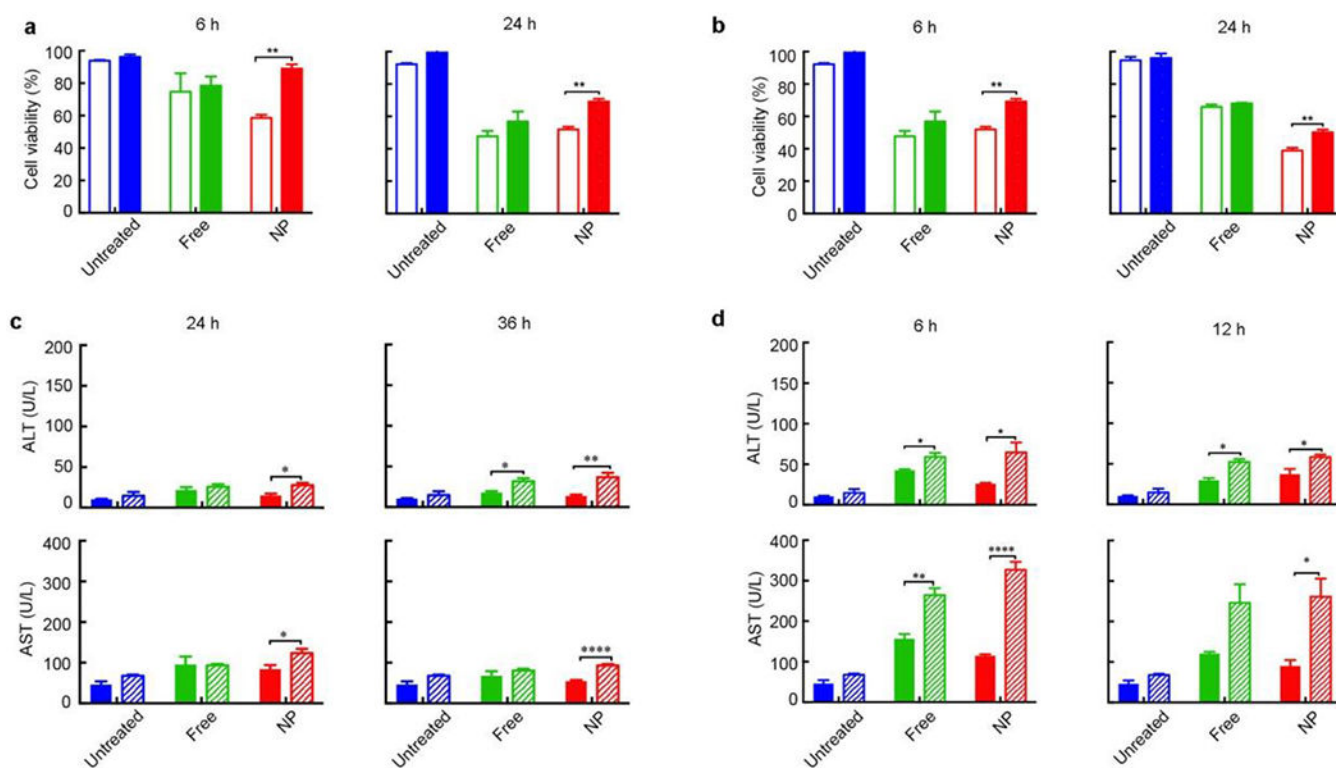 a
6 h
24 h
Cell viability (%)
100
80
60
40
20
0
**
**
Untreated
Free
NP
Untreated
Free
NP
b
6 h
24 h
Cell viability (%)
100
80
60
40
20
0
**
**
Untreated
Free
NP
Untreated
Free
NP
c
24 h
36 h
ALT (U/L)
200
150
100
50
0
*
*
**
AST (U/L)
400
300
200
100
0
*
****
Untreated
Free
NP
Untreated
Free
NP
d
6 h
12 h
ALT (U/L)
200
150
100
50
0
*
*
*
*
AST (U/L)
400
300
200
100
0
**
****
*
Untreated
Free
NP
Untreated
Free
NP